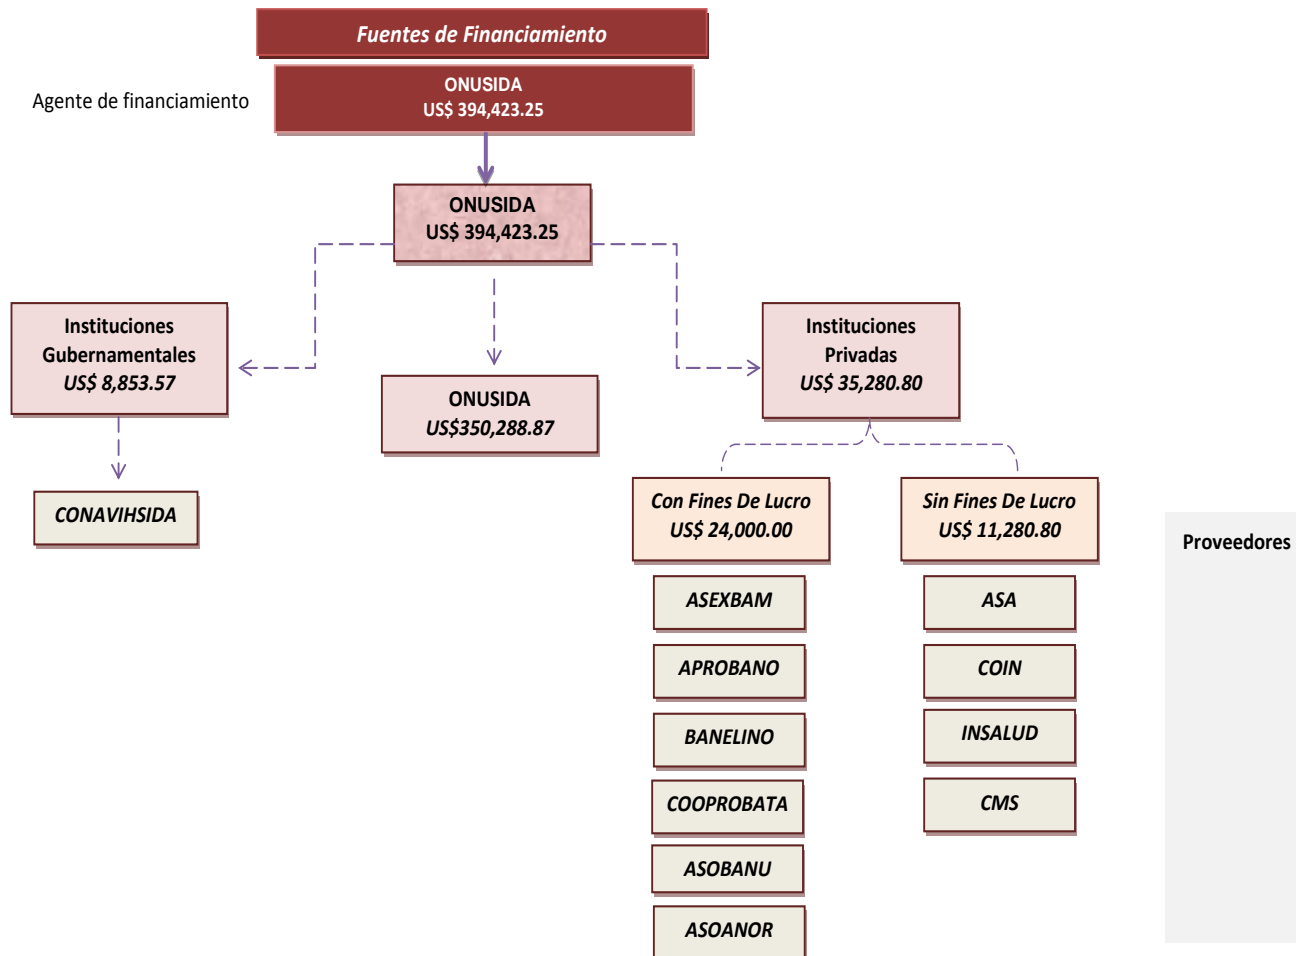 Fuentes de Financiamiento
Agente de financiamiento
ONUSIDA
US$ 394,423.25
ONUSIDA
US$ 394,423.25
Instituciones
Gubernamentales
US$ 8,853.57
ONUSIDA
US$350,288.87
Instituciones
Privadas
US$ 35,280.80
CONAVIHSIDA
Con Fines De Lucro
US$ 24,000.00
Sin Fines De Lucro
US$ 11,280.80
Proveedores
ASEXBAM
APROBANO
BANELINO
COOPROBATA
ASOBANU
ASOANOR
ASA
COIN
INSALUD
CMS